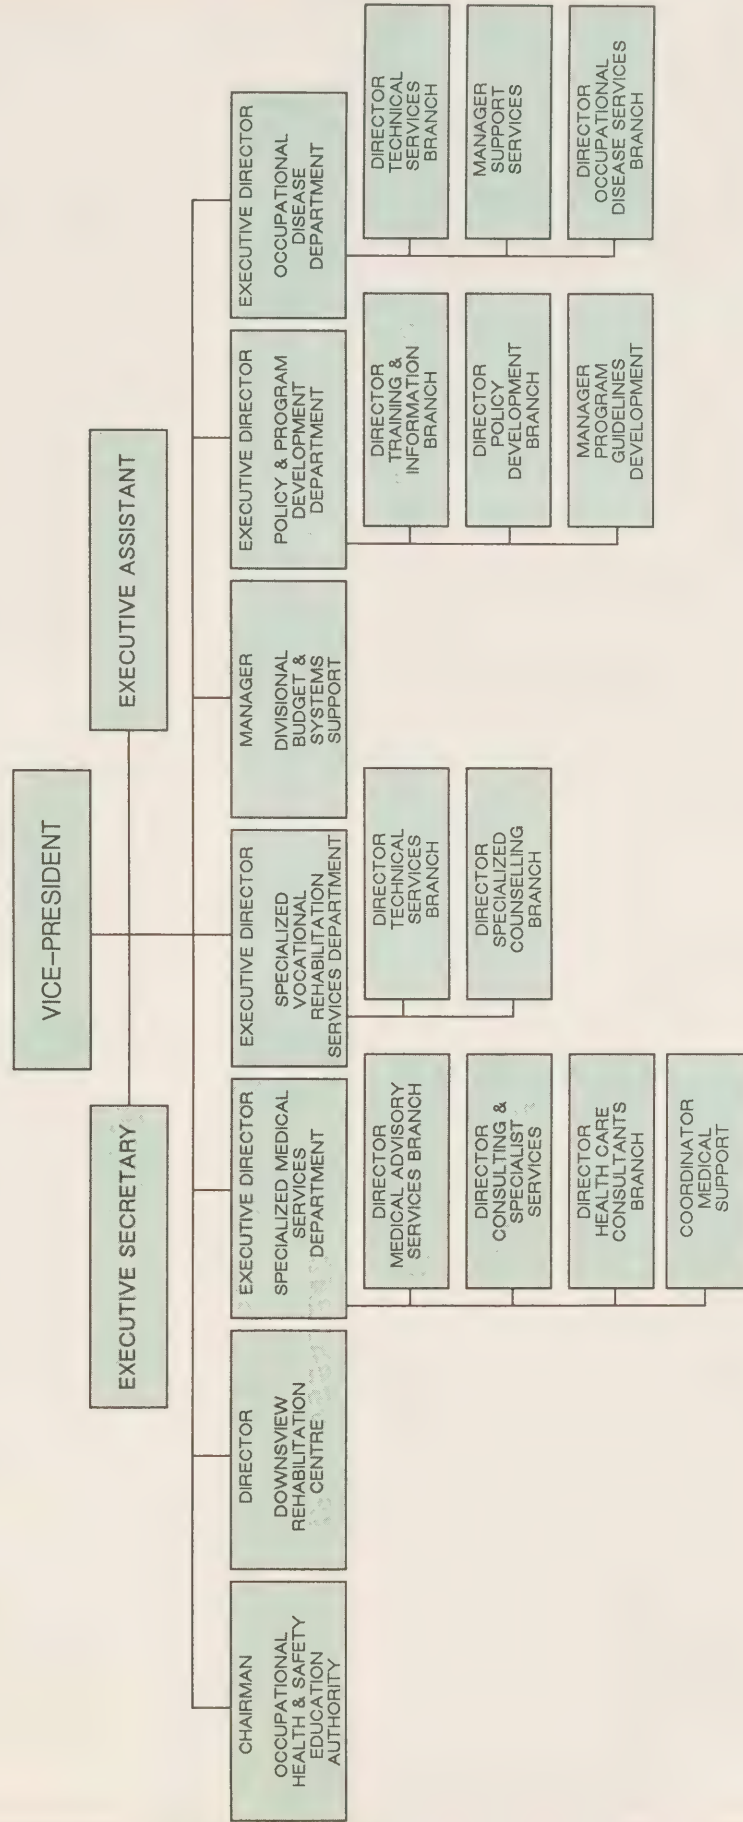 VICE-PRESIDENT
EXECUTIVE SECRETARY
EXECUTIVE ASSISTANT
CHAIRMAN
OCCUPATIONAL
HEALTH & SAFETY
EDUCATION
AUTHORITY
DIRECTOR
DOWNSVIEW
REHABILITATION
CENTRE
EXECUTIVE DIRECTOR
SPECIALIZED MEDICAL
SERVICES
DEPARTMENT
DIRECTOR
MEDICAL ADVISORY
SERVICES BRANCH
DIRECTOR
CONSULTING &
SPECIALIST
SERVICES
DIRECTOR
HEALTH CARE
CONSULTANTS
BRANCH
COORDINATOR
MEDICAL
SUPPORT
EXECUTIVE DIRECTOR
SPECIALIZED
VOCATIONAL
REHABILITATION
SERVICES DEPARTMENT
DIRECTOR
TECHNICAL
SERVICES
BRANCH
DIRECTOR
SPECIALIZED
COUNSELLING
BRANCH
MANAGER
DIVISIONAL
BUDGET &
SYSTEMS
SUPPORT
EXECUTIVE DIRECTOR
POLICY & PROGRAM
DEVELOPMENT
DEPARTMENT
DIRECTOR
TRAINING &
INFORMATION
BRANCH
DIRECTOR
POLICY
DEVELOPMENT
BRANCH
MANAGER
PROGRAM
GUIDELINES
DEVELOPMENT
EXECUTIVE DIRECTOR
OCCUPATIONAL
DISEASE
DEPARTMENT
DIRECTOR
TECHNICAL
SERVICES
BRANCH
MANAGER
SUPPORT
SERVICES
DIRECTOR
OCCUPATIONAL
DISEASE SERVICES
BRANCH